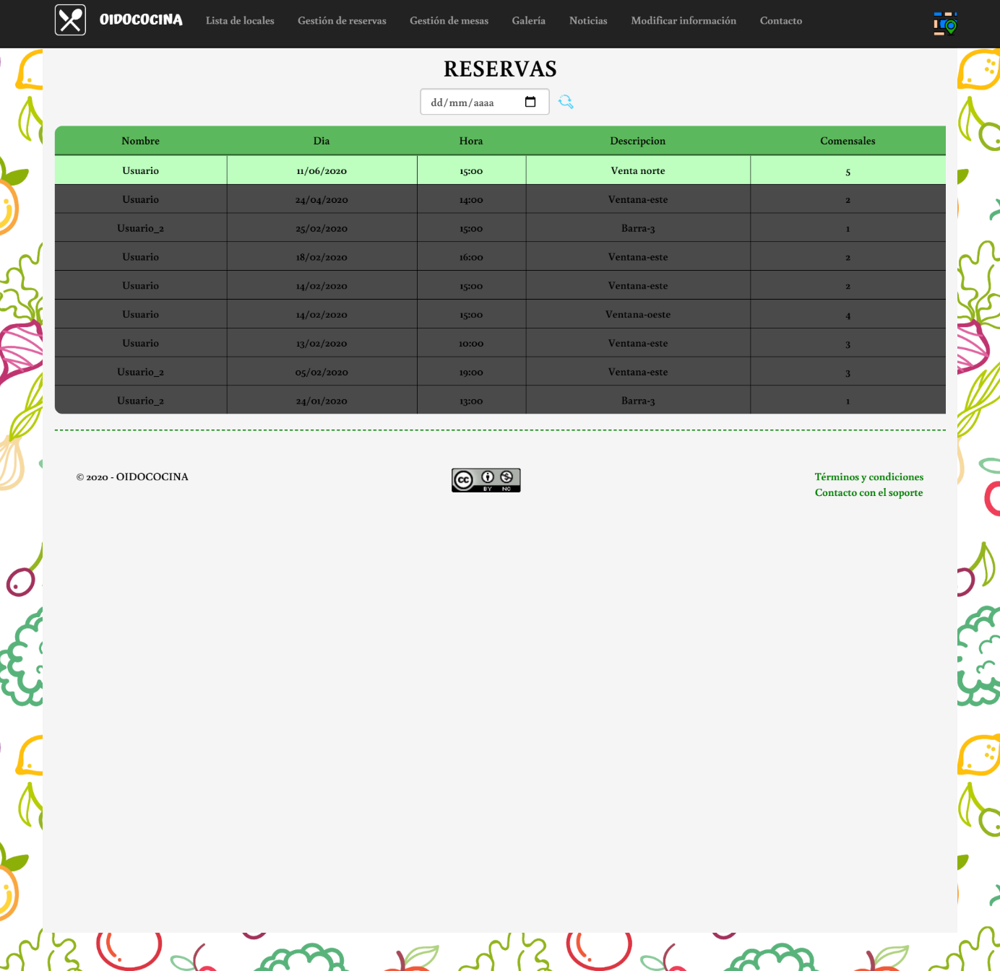 OIDOCOCINA Lista de locales Gestión de reservas Gestión de mesas Galería Noticias Modificar información Contacto
RESERVAS
dd/mm/aaaa
Nombre Dia Hora Descripcion Comensales
Usuario 11/06/2020 15:00 Venta norte 5
Usuario 24/04/2020 14:00 Ventana-este 2
Usuario_2 25/02/2020 15:00 Barra-3 1
Usuario 18/02/2020 16:00 Ventana-este 2
Usuario 14/02/2020 15:00 Ventana-este 2
Usuario 14/02/2020 15:00 Ventana-oeste 4
Usuario 13/02/2020 10:00 Ventana-este 3
Usuario_2 05/02/2020 19:00 Ventana-este 3
Usuario_2 24/01/2020 13:00 Barra-3 1
© 2020 - OIDOCOCINA
cc BY NC
Términos y condiciones
Contacto con el soporte